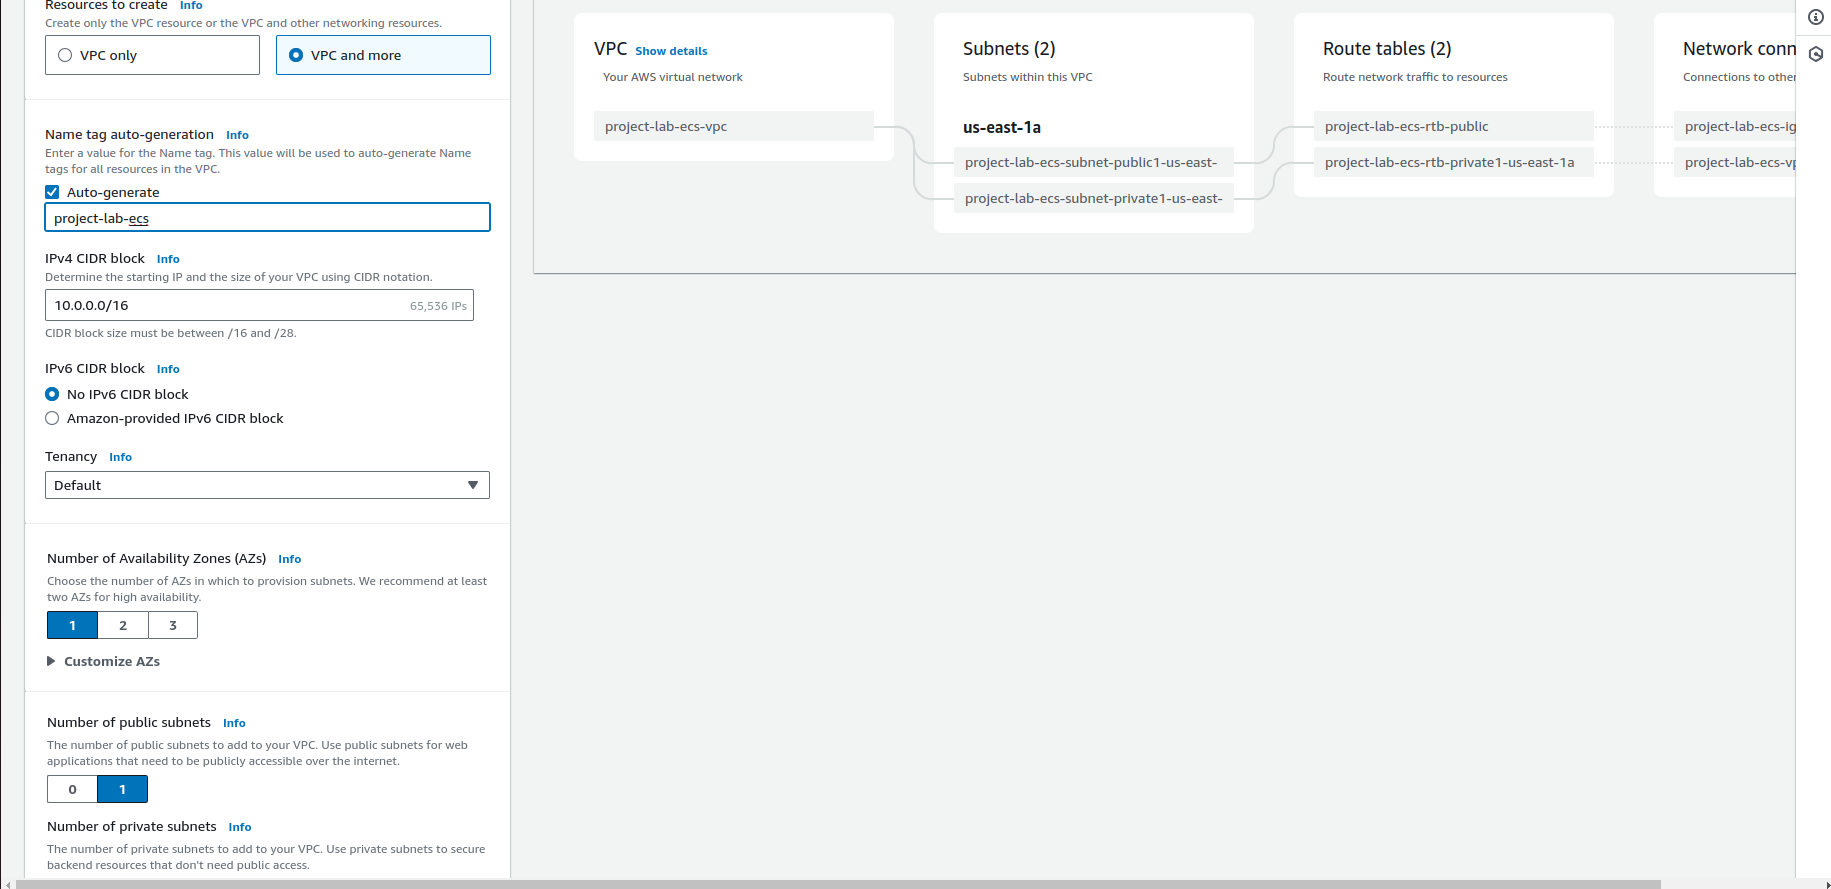 Resources to create Info
Create only the VPC resource or the VPC and other networking resources.
VPC only
VPC and more
Name tag auto-generation Info
Enter a value for the Name tag. This value will be used to auto-generate Name
tags for all resources in the VPC.
Auto-generate
project-lab-ecs
IPv4 CIDR block Info
Determine the starting IP and the size of your VPC using CIDR notation.
10.0.0.0/16 65,536 IPs
CIDR block size must be between /16 and /28.
IPv6 CIDR block Info
No IPv6 CIDR block
Amazon-provided IPv6 CIDR block
Tenancy Info
Default
Number of Availability Zones (AZs) Info
Choose the number of AZs in which to provision subnets. We recommend at least
two AZs for high availability.
1 2 3
Customize AZs
Number of public subnets Info
The number of public subnets to add to your VPC. Use public subnets for web
applications that need to be publicly accessible over the internet.
0 1
Number of private subnets Info
The number of private subnets to add to your VPC. Use private subnets to secure
backend resources that don't need public access.
VPC Show details
Your AWS virtual network
project-lab-ecs-vpc
Subnets (2)
Subnets within this VPC
us-east-1a
project-lab-ecs-subnet-public1-us-east-
project-lab-ecs-subnet-private1-us-east-
Route tables (2)
Route network traffic to resources
project-lab-ecs-rtb-public
project-lab-ecs-rtb-private1-us-east-1a
Network conn
Connections to other
project-lab-ecs-ig
project-lab-ecs-vp